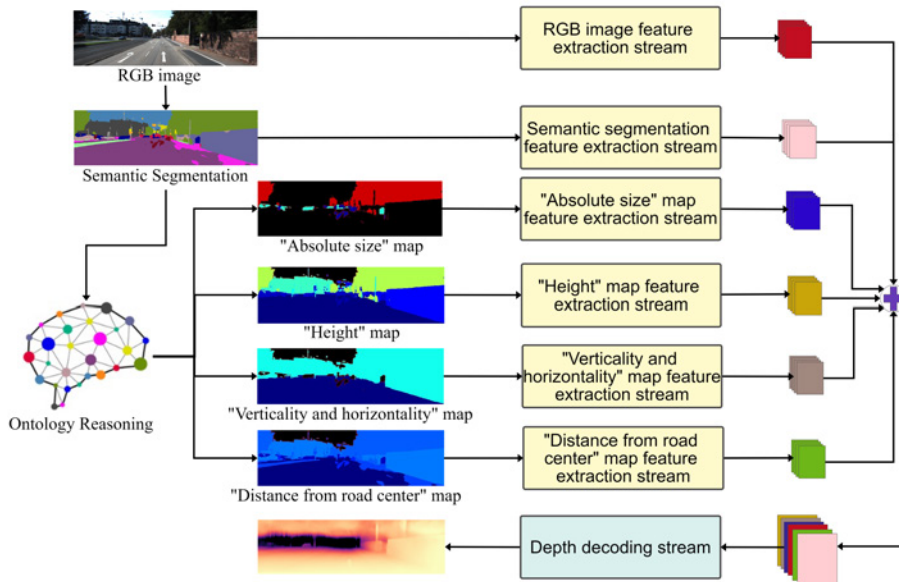 RGB image
RGB image feature
extraction stream
Semantic Segmentation
Semantic segmentation
feature extraction stream
"Absolute size" map
"Absolute size" map
feature extraction stream
"Height" map
"Height" map feature
extraction stream
Ontology Reasoning
"Verticality and horizontality" map
"Verticality and
horizontality" map feature
extraction stream
"Distance from road center" map
"Distance from road
center" map feature
extraction stream
Depth decoding stream